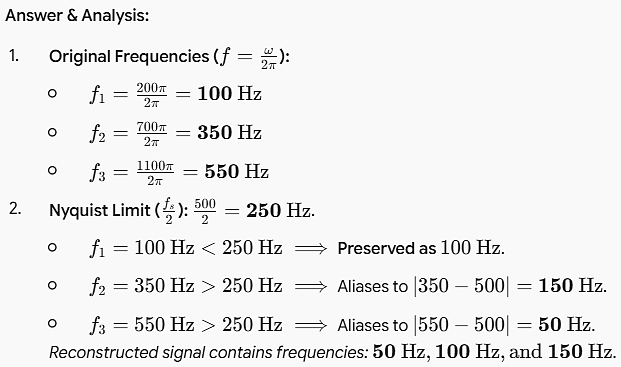 Answer & Analysis:
1. Original Frequencies (f = ω/2π):
○ f₁ = 200π/2π = 100 Hz
○ f₂ = 700π/2π = 350 Hz
○ f₃ = 1100π/2π = 550 Hz
2. Nyquist Limit (fₛ/2): 500/2 = 250 Hz.
○ f₁ = 100 Hz < 250 Hz ⟹ Preserved as 100 Hz.
○ f₂ = 350 Hz > 250 Hz ⟹ Aliases to |350 − 500| = 150 Hz.
○ f₃ = 550 Hz > 250 Hz ⟹ Aliases to |550 − 500| = 50 Hz.
Reconstructed signal contains frequencies: 50 Hz, 100 Hz, and 150 Hz.